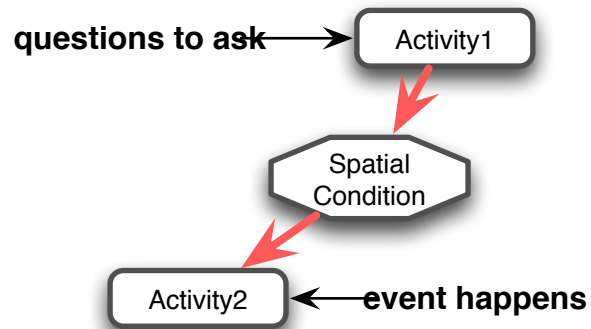 questions to ask
Activity1
Spatial
Condition
Activity2
event happens